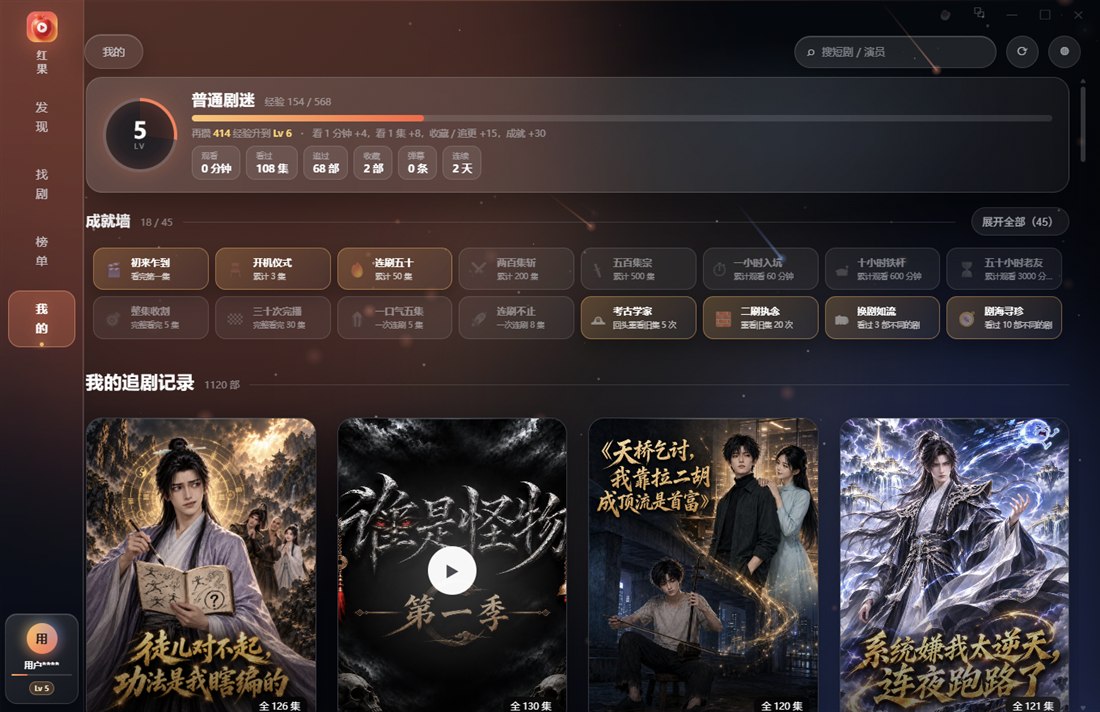 红果
发现
找剧
榜单
我的
用
用户****
Lv 5
我的
搜短剧 / 演员
5
LV
普通剧迷 经验 154 / 568
再攒 414 经验升到 Lv 6 · 看 1 分钟 +4，看 1 集 +8，收藏 / 追更 +15，成就 +30
观看
0 分钟
看过
108 集
追过
68 部
收藏
2 部
弹幕
0 条
连续
2 天
成就墙 18 / 45
展开全部（45）
初来乍到
看完第一集
开机仪式
累计 3 集
连刷五十
累计 50 集
两百集斩
累计 200 集
五百集宗
累计 500 集
一小时入坑
累计观看 60 分钟
十小时铁杆
累计观看 600 分钟
五十小时老友
累计观看 3000 分...
整集收割
完整看完 5 集
三十次完播
完整看完 30 集
一口气五集
一次连刷 5 集
连刷不止
一次连刷 8 集
考古学家
回头重看旧集 5 次
二刷执念
重看旧集 20 次
换剧如流
看过 3 部不同的剧
剧海寻珍
看过 10 部不同的剧
我的追剧记录 1120 部
徒儿对不起，
功法是我瞎编的
全 126 集
谁是怪物
第一季
全 130 集
《天桥乞讨，
我靠拉二胡
成顶流是首富》
全 120 集
系统嫌我太逆天，
连夜跑路了
全 121 集